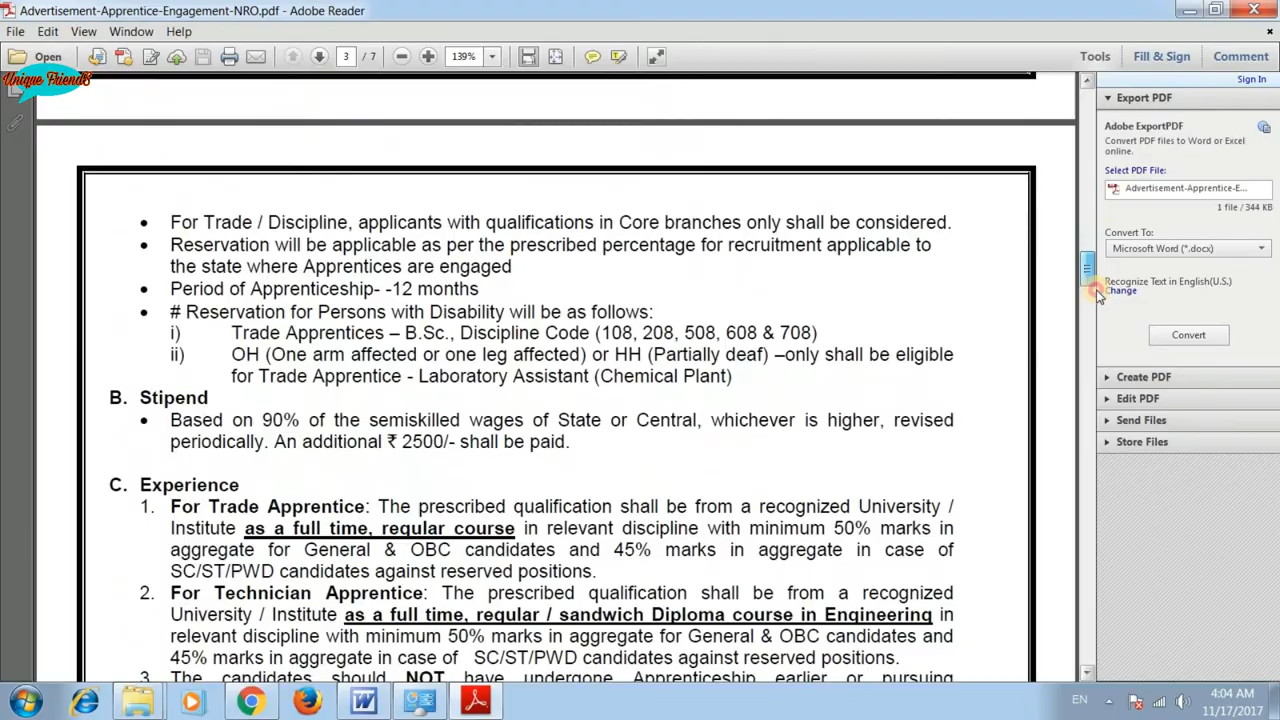 Advertisement-Apprentice-Engagement-NRO.pdf - Adobe Reader
File Edit View Window Help
Open 3 / 7 139% Tools Fill & Sign Comment
Unique Friends
Sign In
Export PDF
Adobe ExportPDF
Convert PDF files to Word or Excel
online.
Select PDF File:
Advertisement-Apprentice-E...
1 file / 344 KB
Convert To:
Microsoft Word (*.docx)
Recognize Text in English(U.S.)
Change
Convert
Create PDF
Edit PDF
Send Files
Store Files
• For Trade / Discipline, applicants with qualifications in Core branches only shall be considered.
• Reservation will be applicable as per the prescribed percentage for recruitment applicable to
the state where Apprentices are engaged
• Period of Apprenticeship- -12 months
• # Reservation for Persons with Disability will be as follows:
i) Trade Apprentices – B.Sc., Discipline Code (108, 208, 508, 608 & 708)
ii) OH (One arm affected or one leg affected) or HH (Partially deaf) –only shall be eligible
for Trade Apprentice - Laboratory Assistant (Chemical Plant)
B. Stipend
• Based on 90% of the semiskilled wages of State or Central, whichever is higher, revised
periodically. An additional ₹ 2500/- shall be paid.
C. Experience
1. For Trade Apprentice: The prescribed qualification shall be from a recognized University /
Institute as a full time, regular course in relevant discipline with minimum 50% marks in
aggregate for General & OBC candidates and 45% marks in aggregate in case of
SC/ST/PWD candidates against reserved positions.
2. For Technician Apprentice: The prescribed qualification shall be from a recognized
University / Institute as a full time, regular / sandwich Diploma course in Engineering in
relevant discipline with minimum 50% marks in aggregate for General & OBC candidates and
45% marks in aggregate in case of SC/ST/PWD candidates against reserved positions.
3. The candidates should NOT have undergone Apprenticeship earlier or pursuing
EN 4:04 AM
11/17/2017